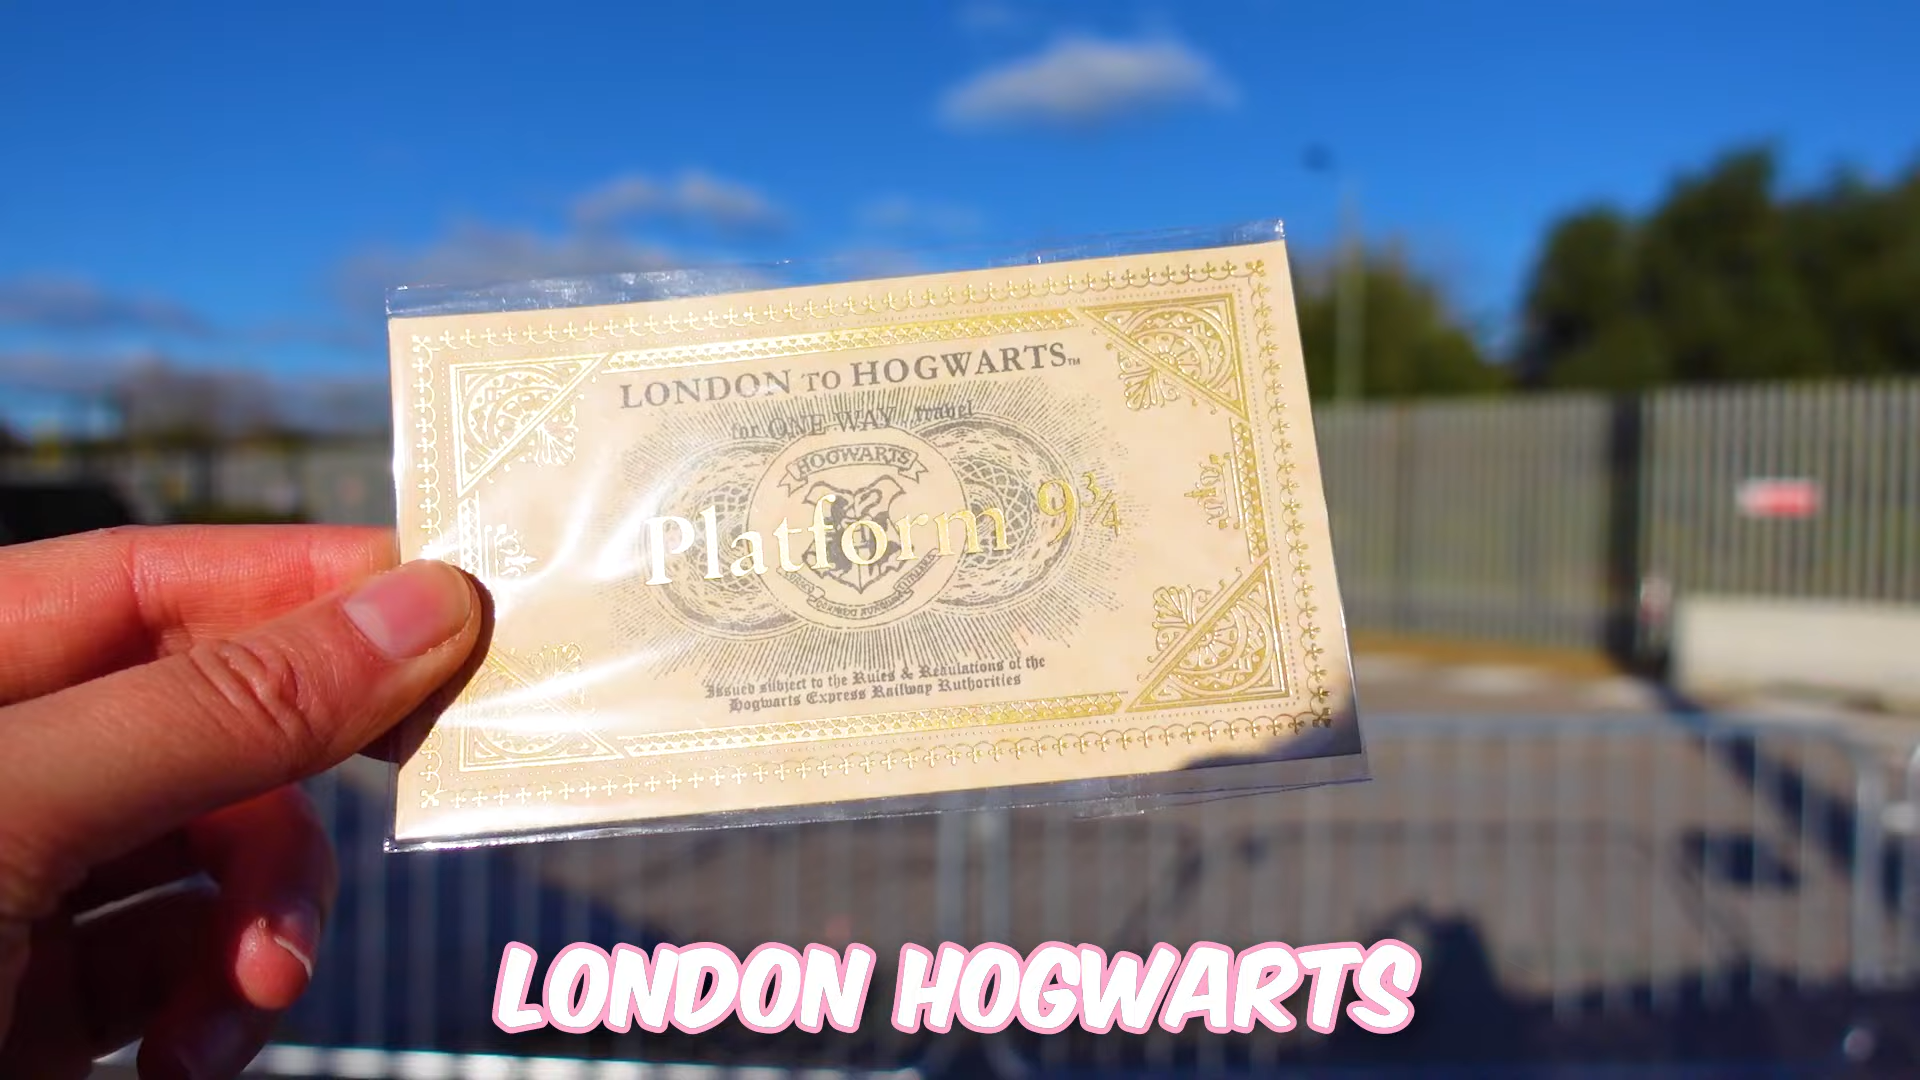 LONDON TO HOGWARTS™
for ONE WAY travel
HOGWARTS
Platform 9¾
Issued subject to the Rules & Regulations of the
Hogwarts Express Railway Authorities
LONDON HOGWARTS